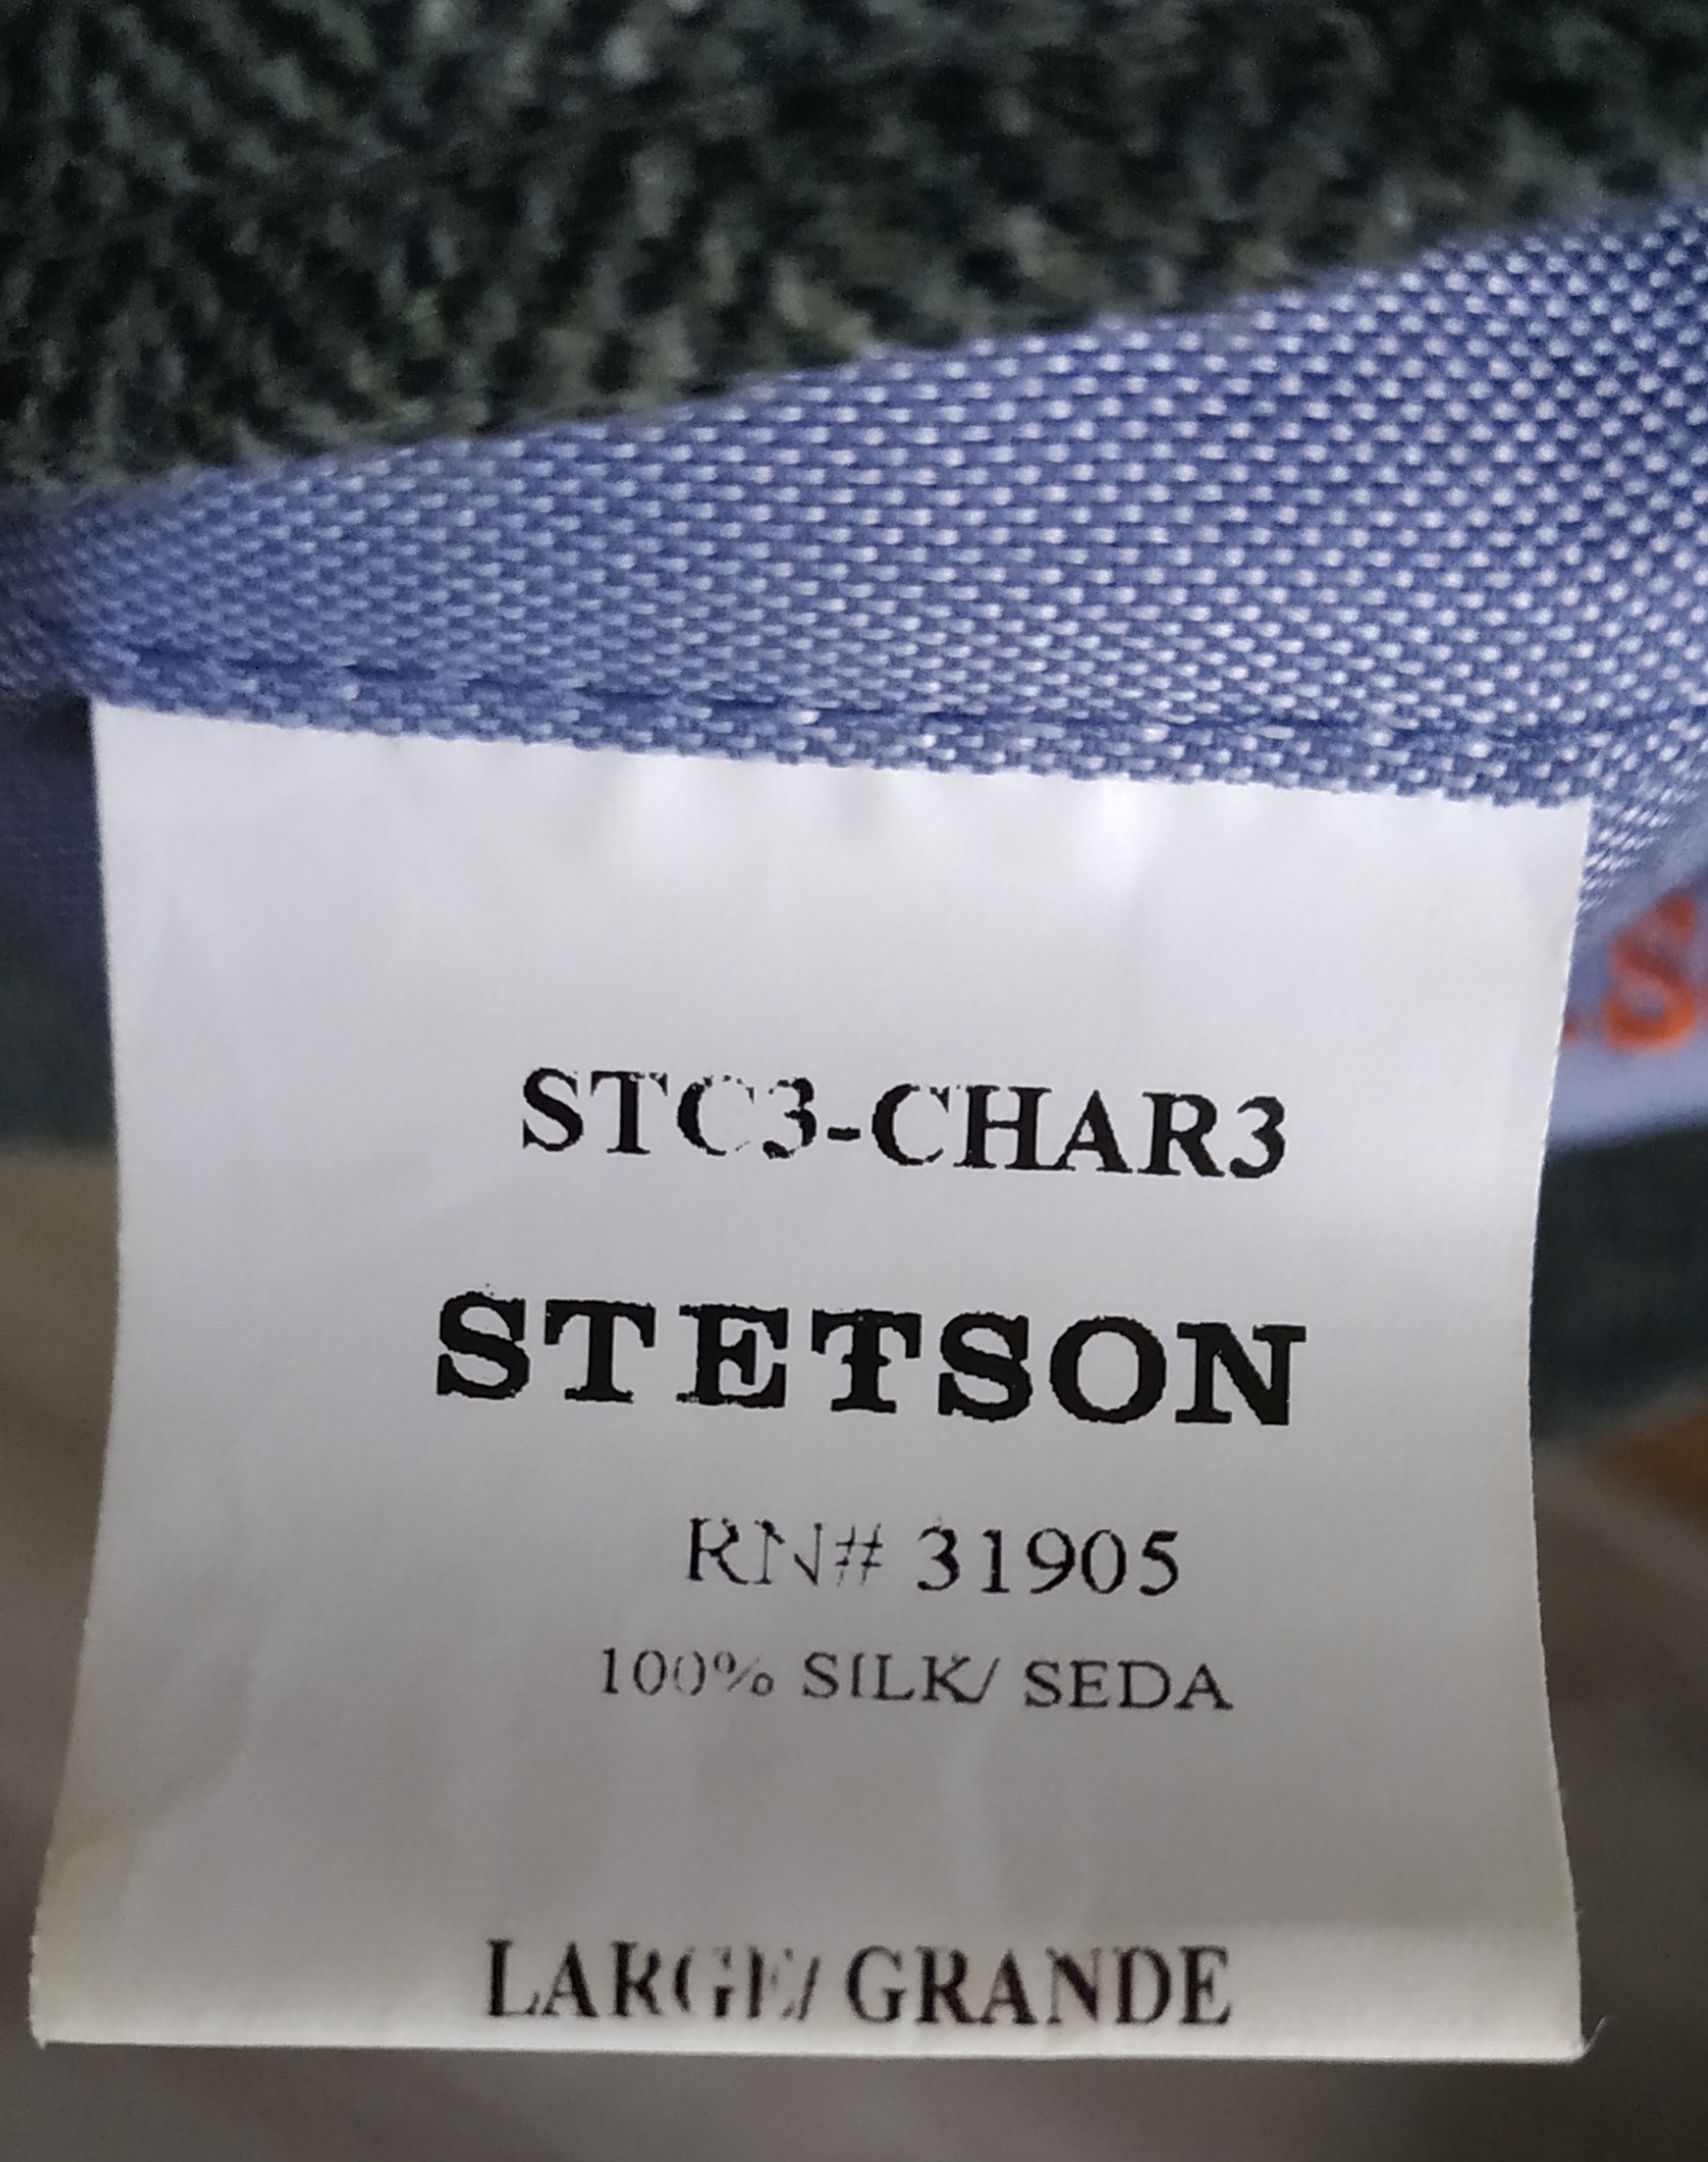 STC3-CHAR3
STETSON
RN# 31905
100% SILK/ SEDA
LARGE/ GRANDE